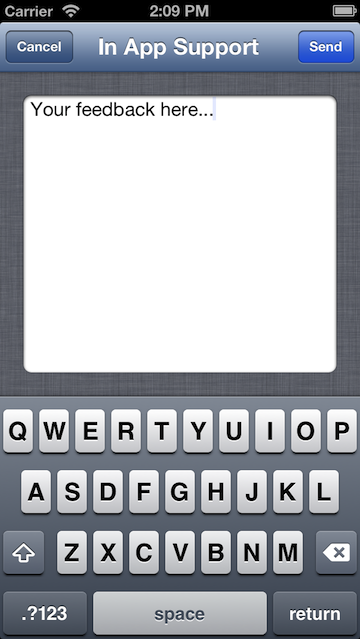 Carrier 2:09 PM
Cancel In App Support Send
Your feedback here...
Q W E R T Y U I O P
A S D F G H J K L
Z X C V B N M
.?123 space return